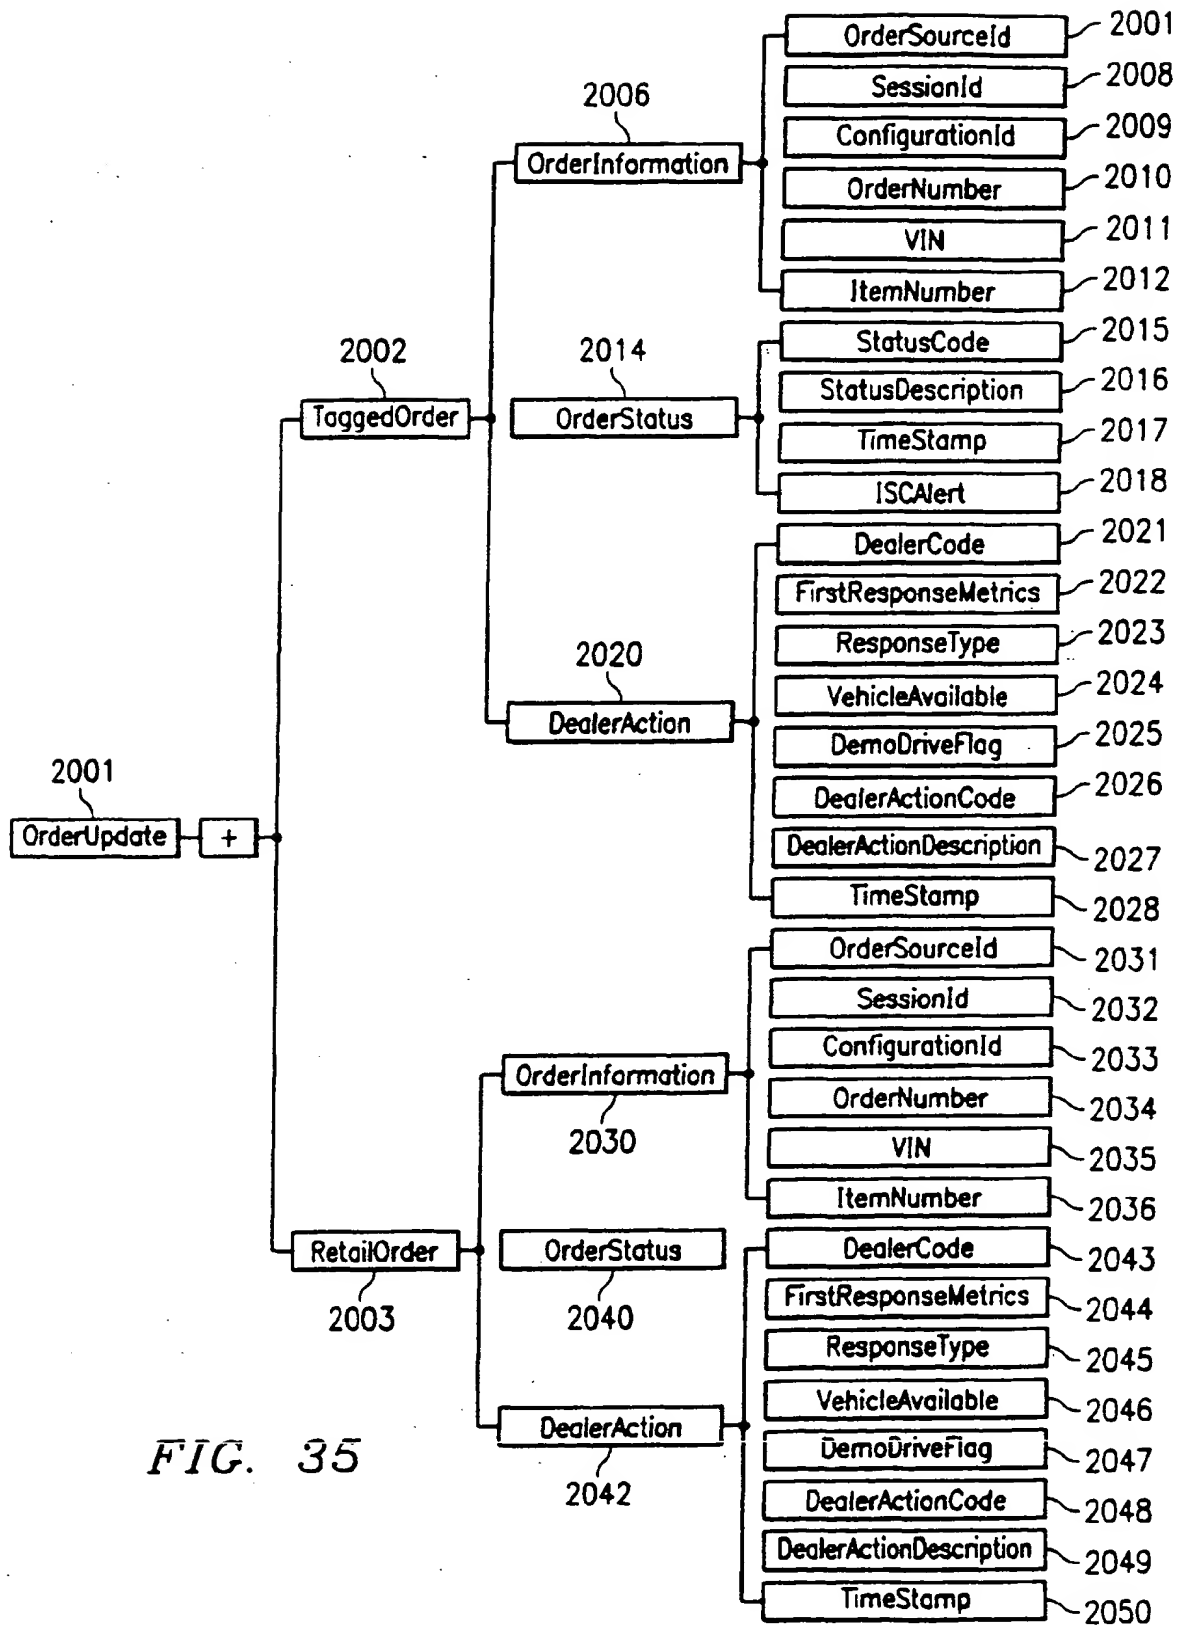 OrderSourceId 2001
SessionId 2008
2006
ConfigurationId 2009
OrderInformation
OrderNumber 2010
VIN 2011
ItemNumber 2012
2002
2014
StatusCode 2015
StatusDescription 2016
TaggedOrder
OrderStatus
TimeStamp 2017
ISCAlert 2018
DealerCode 2021
FirstResponseMetrics 2022
2020
ResponseType 2023
VehicleAvailable 2024
DealerAction
DemoDriveFlag 2025
2001
DealerActionCode 2026
OrderUpdate +
DealerActionDescription 2027
TimeStamp 2028
OrderSourceId 2031
SessionId 2032
ConfigurationId 2033
OrderInformation
OrderNumber 2034
2030
VIN 2035
ItemNumber 2036
RetailOrder
OrderStatus
DealerCode 2043
2003
2040
FirstResponseMetrics 2044
ResponseType 2045
VehicleAvailable 2046
DealerAction
DemoDriveFlag 2047
FIG. 35
2042
DealerActionCode 2048
DealerActionDescription 2049
TimeStamp 2050